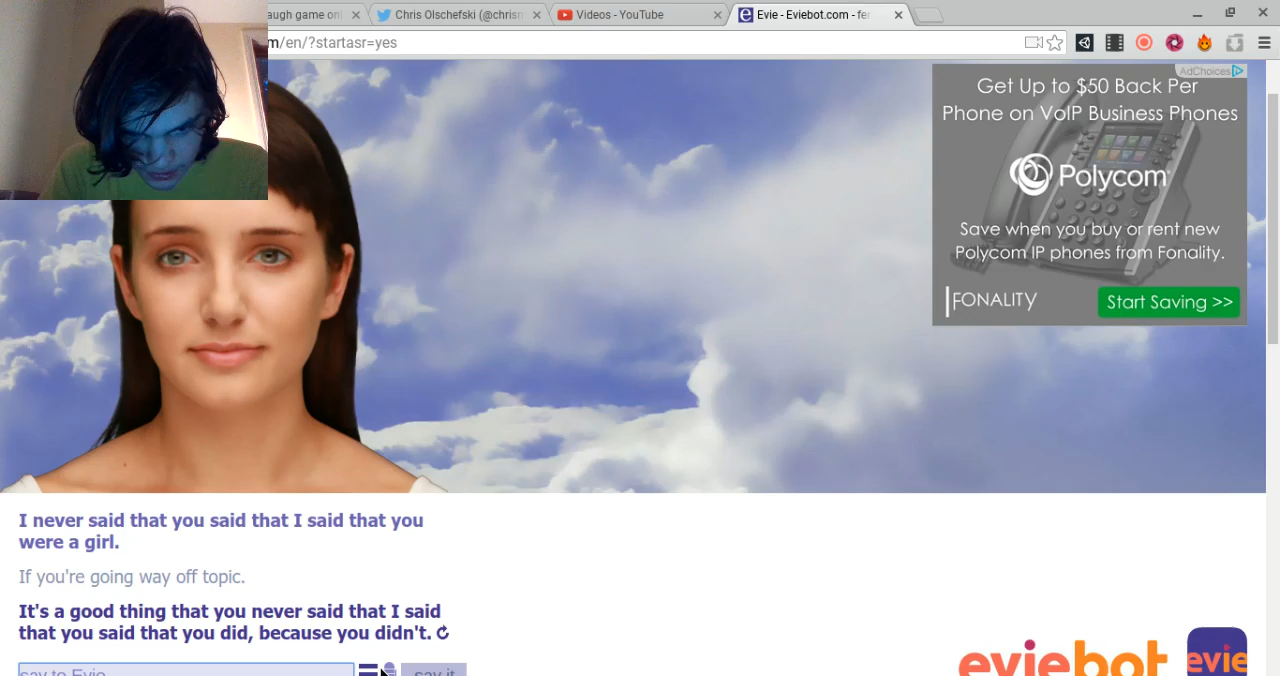 augh game onl
Chris Olschefski (@chrisn
Videos - YouTube
Evie - Eviebot.com - fer
m/en/?startasr=yes
AdChoices
Get Up to $50 Back Per
Phone on VoIP Business Phones
Polycom
Save when you buy or rent new
Polycom IP phones from Fonality.
FONALITY
Start Saving >>
I never said that you said that I said that you
were a girl.
If you're going way off topic.
It's a good thing that you never said that I said
that you said that you did, because you didn't.
say to Evie
say it
eviebot
evie